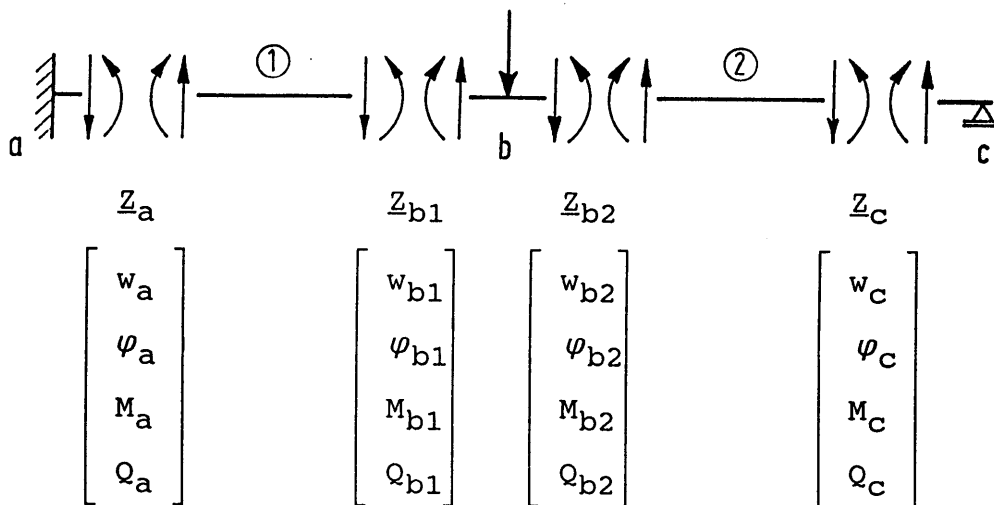 ① ②
a b c
Z_a Z_b1 Z_b2 Z_c
w_a w_b1 w_b2 w_c
φ_a φ_b1 φ_b2 φ_c
M_a M_b1 M_b2 M_c
Q_a Q_b1 Q_b2 Q_c